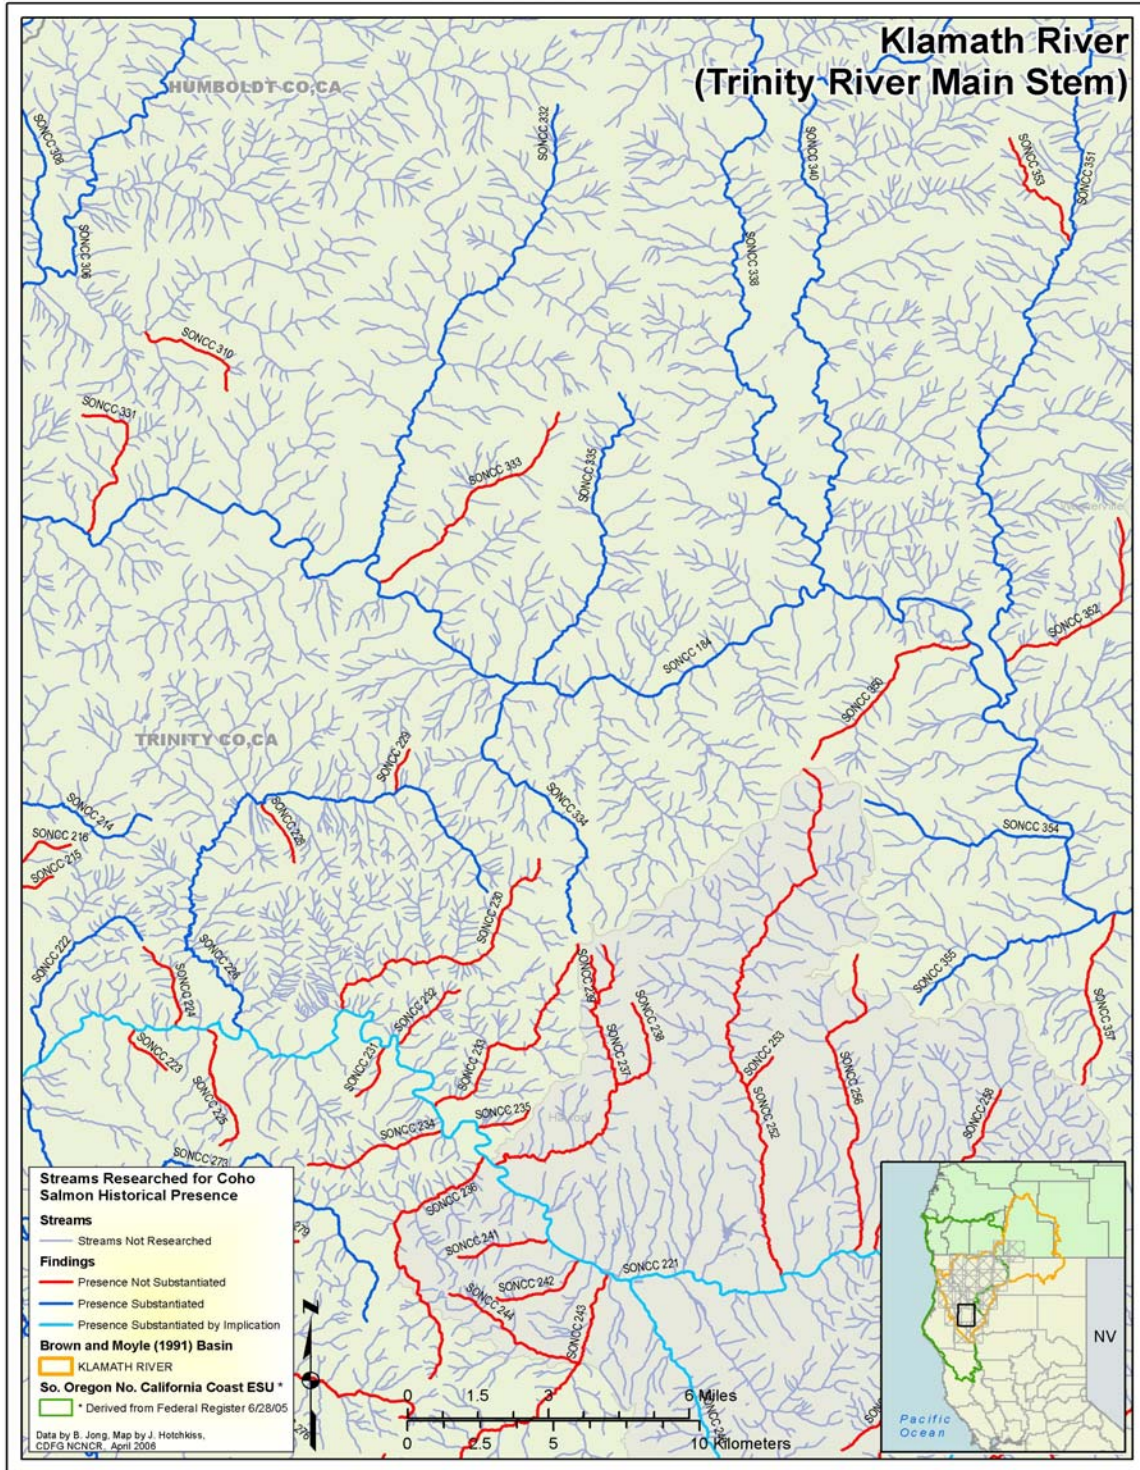 Klamath River
(Trinity River Main Stem)
HUMBOLDT CO,CA
SONCC 308
SONCC 306
SONCC 332
SONCC 340
SONCC 338
SONCC 353
SONCC 351
SONCC 310
SONCC 331
SONCC 333
SONCC 335
Weaverville
SONCC 352
SONCC 184
SONCC 350
TRINITY CO,CA
SONCC 229
SONCC 334
SONCC 214
SONCC 216
SONCC 215
SONCC 354
SONCC 230
SONCC 222
SONCC 226
SONCC 224
SONCC 355
SONCC 239
SONCC 232
SONCC 238
SONCC 237
SONCC 357
SONCC 223
SONCC 231
SONCC 233
SONCC 253
SONCC 256
SONCC 225
SONCC 235
SONCC 234
SONCC 252
SONCC 258
SONCC 273
SONCC 236
SONCC 241
SONCC 221
SONCC 242
SONCC 244
SONCC 243
Streams Researched for Coho
Salmon Historical Presence
Streams
Streams Not Researched
Findings
Presence Not Substantiated
Presence Substantiated
Presence Substantiated by Implication
Brown and Moyle (1991) Basin
KLAMATH RIVER
So. Oregon No. California Coast ESU *
* Derived from Federal Register 6/28/05
Data by B. Jong, Map by J. Hotchkiss,
CDFG NCNCR, April 2006
Z
0 1.5 3 6 Miles
0 2.5 5 10 Kilometers
NV
Pacific
Ocean